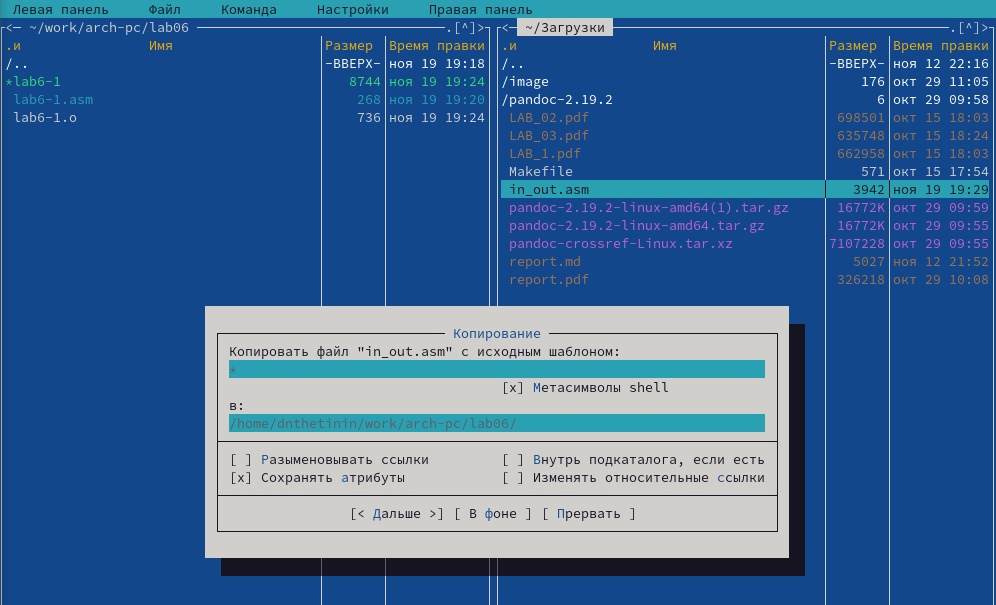 Левая панель Файл Команда Настройки Правая панель
<— ~/work/arch-pc/lab06 .[^]>
.и Имя Размер Время правки
/.. —ВВЕРХ— ноя 19 19:18
*lab6-1 8744 ноя 19 19:24
lab6-1.asm 268 ноя 19 19:20
lab6-1.o 736 ноя 19 19:24
<— ~/Загрузки .[^]>
.и Имя Размер Время правки
/.. —ВВЕРХ— ноя 12 22:16
/image 176 окт 29 11:05
/pandoc-2.19.2 6 окт 29 09:58
LAB_02.pdf 698501 окт 15 18:03
LAB_03.pdf 635748 окт 15 18:24
LAB_1.pdf 662958 окт 15 18:03
Makefile 571 окт 15 17:54
in_out.asm 3942 ноя 19 19:29
pandoc-2.19.2-linux-amd64(1).tar.gz 16772K окт 29 09:59
pandoc-2.19.2-linux-amd64.tar.gz 16772K окт 29 09:55
pandoc-crossref-Linux.tar.xz 7107228 окт 29 09:55
report.md 5027 ноя 12 21:52
report.pdf 326218 окт 29 10:08
Копирование
Копировать файл "in_out.asm" с исходным шаблоном:
*
[x] Метасимволы shell
в:
/home/dnthetinin/work/arch-pc/lab06/
[ ] Разыменовывать ссылки [ ] Внутрь подкаталога, если есть
[x] Сохранять атрибуты [ ] Изменять относительные ссылки
[< Дальше >] [ В фоне ] [ Прервать ]